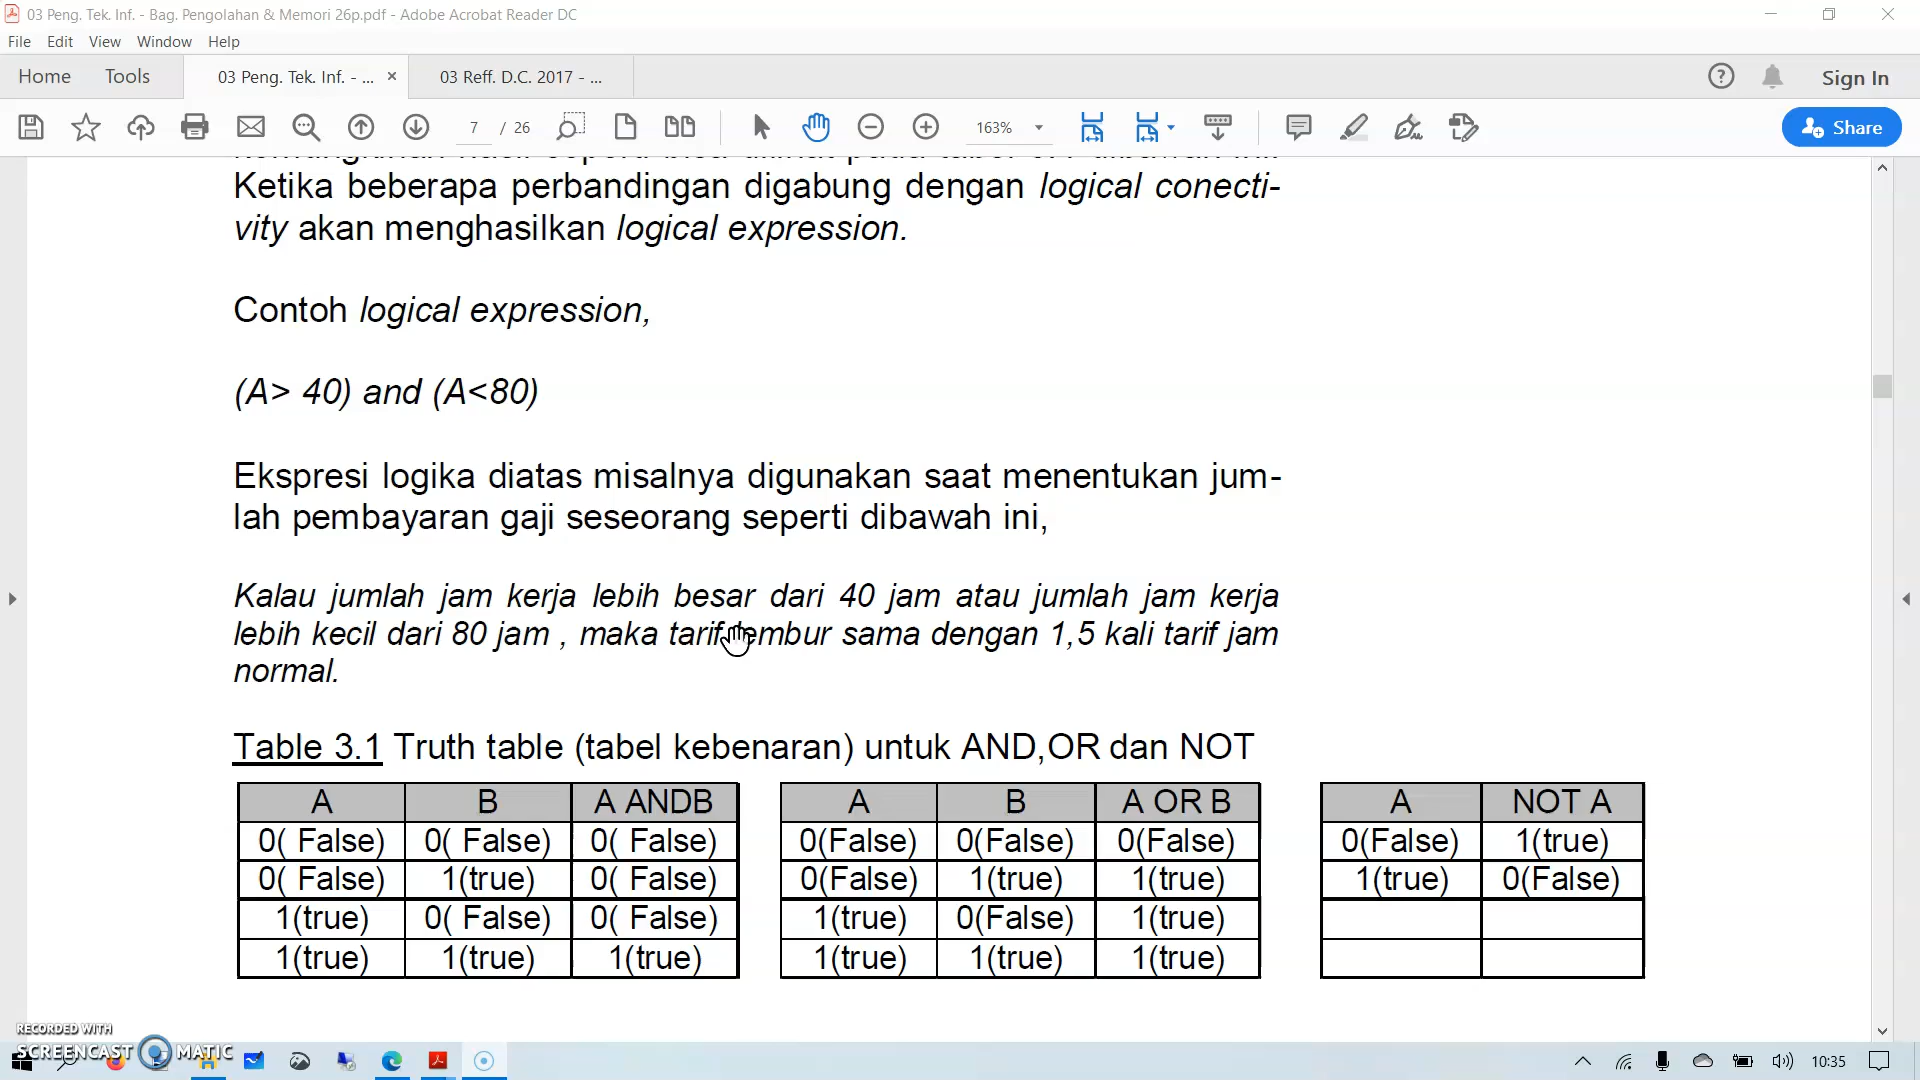 03 Peng. Tek. Inf. - Bag. Pengolahan & Memori 26p.pdf - Adobe Acrobat Reader DC
File Edit View Window Help
Home Tools 03 Peng. Tek. Inf. - ... × 03 Reff. D.C. 2017 - ... Sign In
7 / 26 163% Share
Ketika beberapa perbandingan digabung dengan logical conecti-
vity akan menghasilkan logical expression.
Contoh logical expression,
(A> 40) and (A<80)
Ekspresi logika diatas misalnya digunakan saat menentukan jum-
lah pembayaran gaji seseorang seperti dibawah ini,
Kalau jumlah jam kerja lebih besar dari 40 jam atau jumlah jam kerja
lebih kecil dari 80 jam , maka tarif lembur sama dengan 1,5 kali tarif jam
normal.
Table 3.1 Truth table (tabel kebenaran) untuk AND,OR dan NOT
A B A ANDB A B A OR B A NOT A
0( False) 0( False) 0( False) 0(False) 0(False) 0(False) 0(False) 1(true)
0( False) 1(true) 0( False) 0(False) 1(true) 1(true) 1(true) 0(False)
1(true) 0( False) 0( False) 1(true) 0(False) 1(true)
1(true) 1(true) 1(true) 1(true) 1(true) 1(true)
RECORDED WITH
SCREENCAST MATIC
10:35